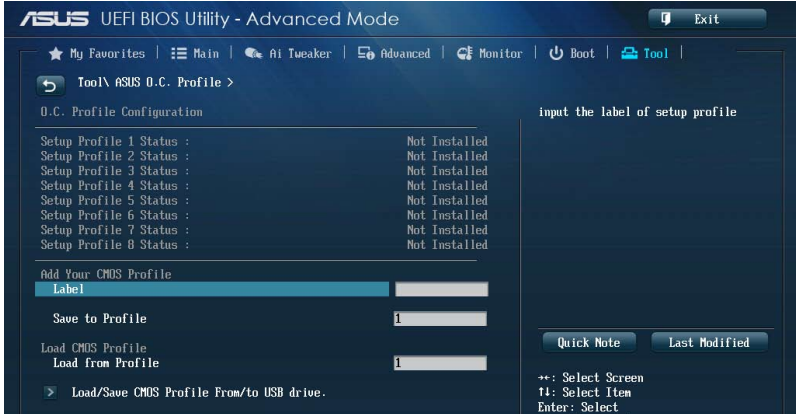 ASUS UEFI BIOS Utility - Advanced Mode
Exit
My Favorites | Main | Ai Tweaker | Advanced | Monitor | Boot | Tool |
Tool\ ASUS O.C. Profile >
O.C. Profile Configuration
input the label of setup profile
Setup Profile 1 Status : Not Installed
Setup Profile 2 Status : Not Installed
Setup Profile 3 Status : Not Installed
Setup Profile 4 Status : Not Installed
Setup Profile 5 Status : Not Installed
Setup Profile 6 Status : Not Installed
Setup Profile 7 Status : Not Installed
Setup Profile 8 Status : Not Installed
Add Your CMOS Profile
Label
Save to Profile 1
Load CMOS Profile
Load from Profile 1
> Load/Save CMOS Profile From/to USB drive.
Quick Note
Last Modified
→←: Select Screen
↑↓: Select Item
Enter: Select